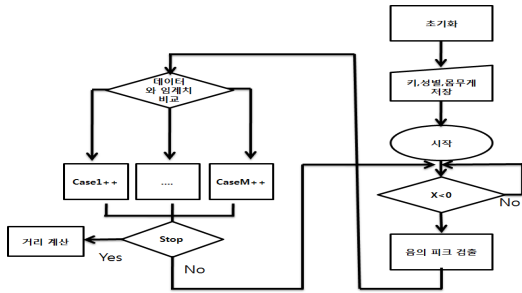 초기화
키,성별,몸무게
저장
시작
X<0
No
음의 피크 검출
데이터
와 임계치
비교
Case1++
....
CaseM++
Stop
Yes
No
거리 계산